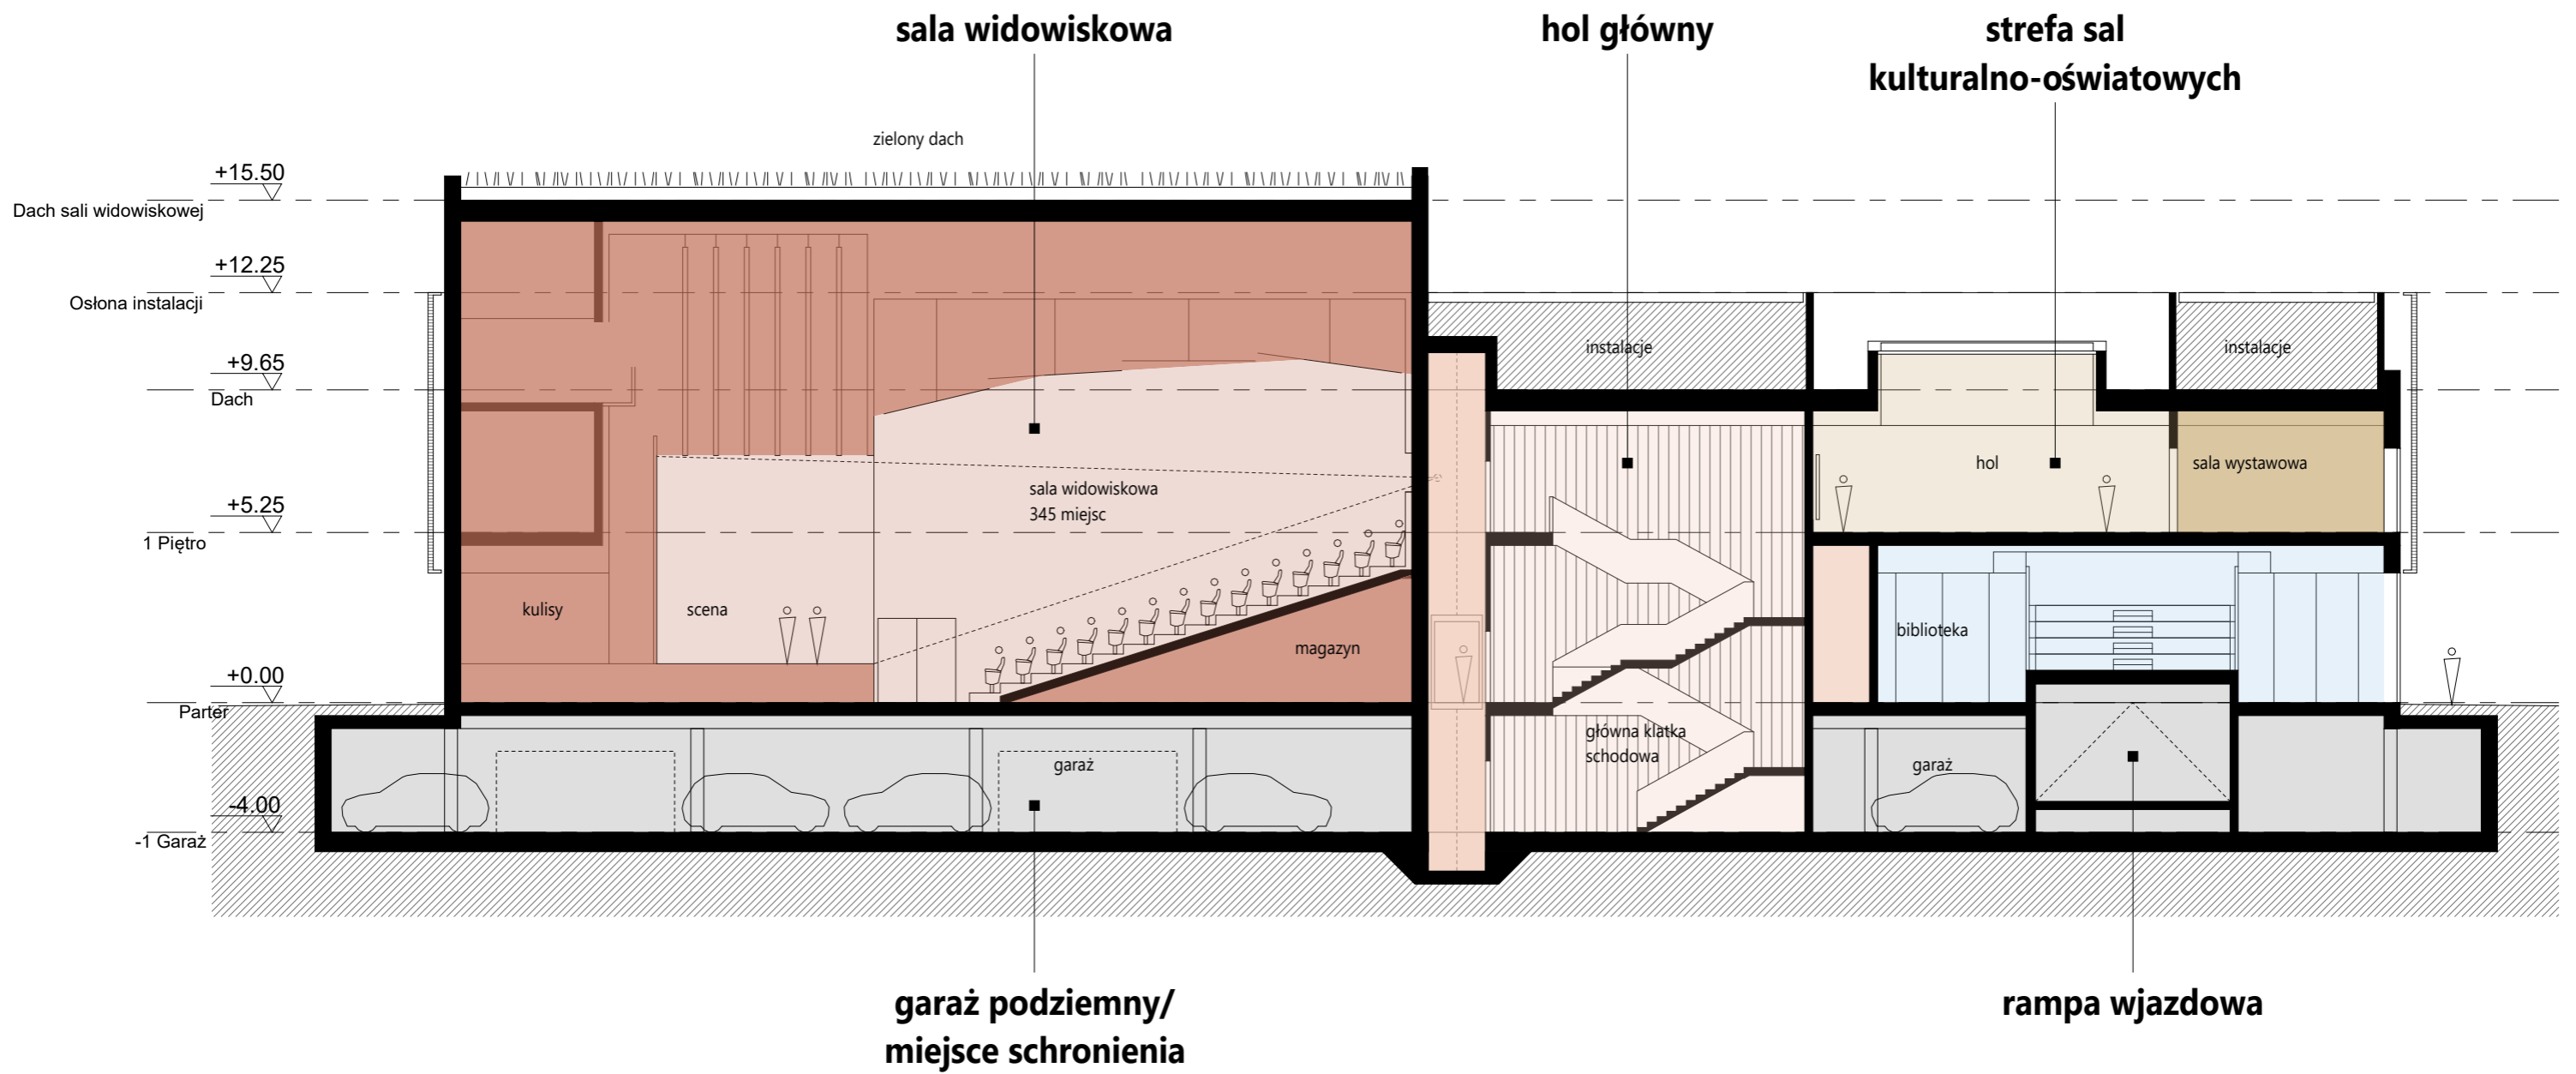 sala widowiskowa
hol główny
strefa sal
kulturalno-oświatowych
zielony dach
+15.50
Dach sali widowiskowej
+12.25
Osłona instalacji
instalacje
instalacje
+9.65
Dach
hol
sala wystawowa
sala widowiskowa
345 miejsc
+5.25
1 Piętro
kulisy
scena
biblioteka
magazyn
+0.00
Parter
główna klatka
schodowa
garaż
garaż
-4.00
-1 Garaż
garaż podziemny/
miejsce schronienia
rampa wjazdowa